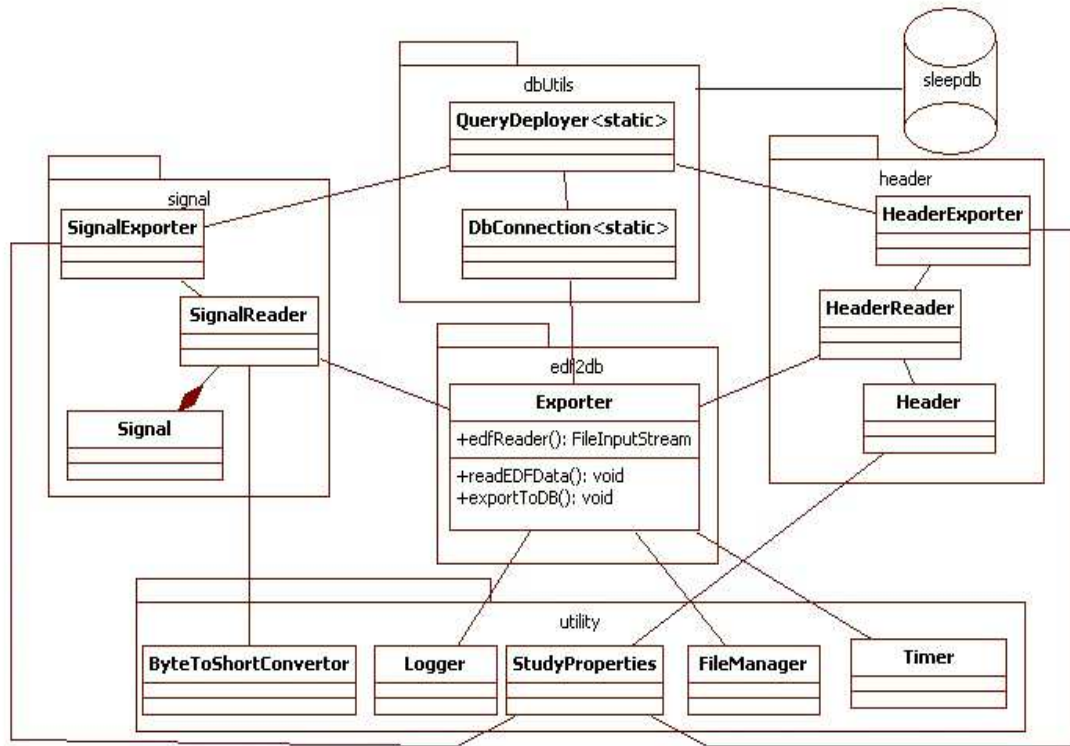 dbUtils
sleepdb
QueryDeployer<static>
signal
header
SignalExporter
DbConnection<static>
HeaderExporter
SignalReader
HeaderReader
edf2db
Exporter
Signal
Header
+edfReader(): FileInputStream
+readEDFData(): void
+exportToDB(): void
utility
ByteToShortConvertor
Logger
StudyProperties
FileManager
Timer